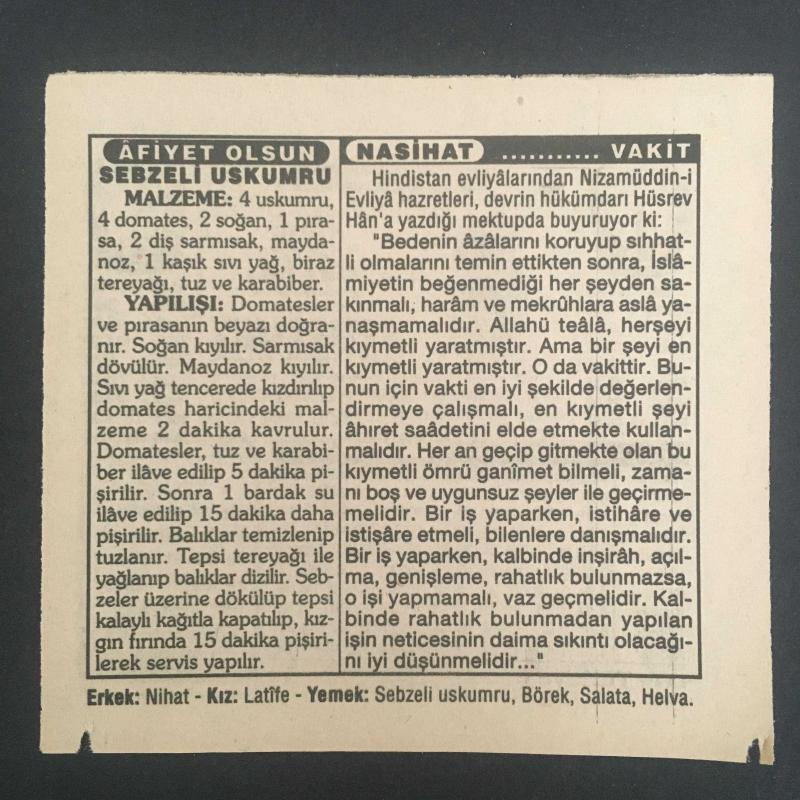 ÂFİYET OLSUN
SEBZELİ USKUMRU
MALZEME: 4 uskumru,
4 domates, 2 soğan, 1 pıra-
sa, 2 diş sarmısak, mayda-
noz, 1 kaşık sıvı yağ, biraz
tereyağı, tuz ve karabiber.
YAPILIŞI: Domatesler
ve pırasanın beyazı doğra-
nır. Soğan kıyılır. Sarmısak
dövülür. Maydanoz kıyılır.
Sıvı yağ tencerede kızdırılıp
domates haricindeki mal-
zeme 2 dakika kavrulur.
Domatesler, tuz ve karabi-
ber ilâve edilip 5 dakika pi-
şirilir. Sonra 1 bardak su
ilâve edilip 15 dakika daha
pişirilir. Balıklar temizlenip
tuzlanır. Tepsi tereyağı ile
yağlanıp balıklar dizilir. Seb-
zeler üzerine dökülüp tepsi
kalaylı kağıtla kapatılıp, kız-
gın fırında 15 dakika pişiri-
lerek servis yapılır.
NASİHAT ........... VAKİT
Hindistan evliyâlarından Nizamüddin-i
Evliyâ hazretleri, devrin hükümdarı Hüsrev
Hân'a yazdığı mektupda buyuruyor ki:
"Bedenin âzâlarını koruyup sıhhat-
li olmalarını temin ettikten sonra, İslâ-
miyetin beğenmediği her şeyden sa-
kınmalı, harâm ve mekrûhlara aslâ ya-
naşmamalıdır. Allahü teâlâ, herşeyi
kıymetli yaratmıştır. Ama bir şeyi en
kıymetli yaratmıştır. O da vakittir. Bu-
nun için vakti en iyi şekilde değerlen-
dirmeye çalışmalı, en kıymetli şeyi
âhıret saâdetini elde etmekte kullan-
malıdır. Her an geçip gitmekte olan bu
kıymetli ömrü ganîmet bilmeli, zama-
nı boş ve uygunsuz şeyler ile geçirme-
melidir. Bir iş yaparken, istihâre ve
istişâre etmeli, bilenlere danışmalıdır.
Bir iş yaparken, kalbinde inşirâh, açıl-
ma, genişleme, rahatlık bulunmazsa,
o işi yapmamalı, vaz geçmelidir. Kal-
binde rahatlık bulunmadan yapılan
işin neticesinin daima sıkıntı olacağı-
nı iyi düşünmelidir..."
Erkek: Nihat - Kız: Latîfe - Yemek: Sebzeli uskumru, Börek, Salata, Helva.